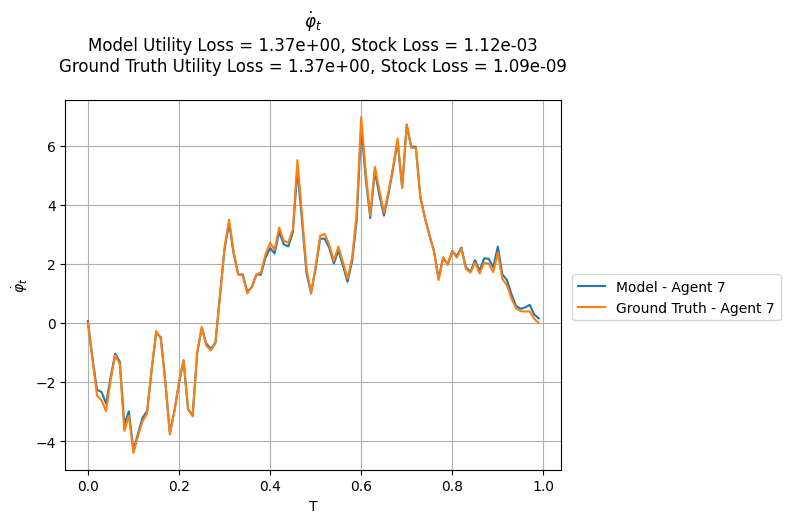 φ̇ₜ
Model Utility Loss = 1.37e+00, Stock Loss = 1.12e-03
Ground Truth Utility Loss = 1.37e+00, Stock Loss = 1.09e-09
φ̇ₜ
6
4
2
0
−2
−4
0.0 0.2 0.4 0.6 0.8 1.0
T
Model - Agent 7
Ground Truth - Agent 7